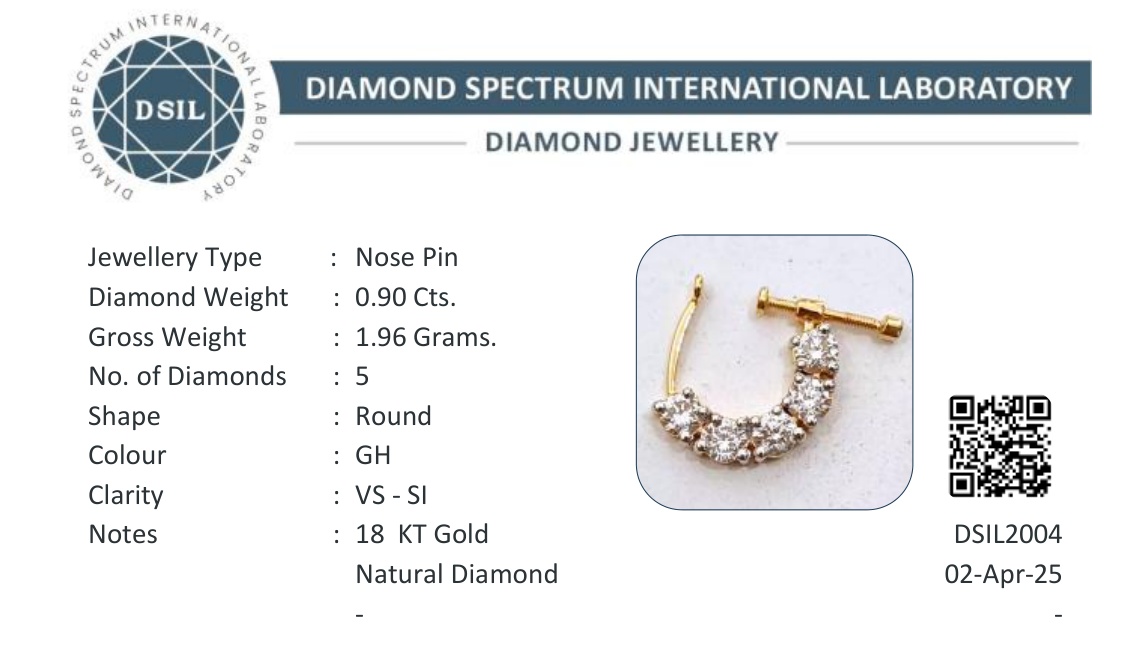 DIAMOND SPECTRUM INTERNATIONAL LABORATORY
DSIL
DIAMOND SPECTRUM INTERNATIONAL LABORATORY
DIAMOND JEWELLERY
Jewellery Type : Nose Pin
Diamond Weight : 0.90 Cts.
Gross Weight : 1.96 Grams.
No. of Diamonds : 5
Shape : Round
Colour : GH
Clarity : VS - SI
Notes : 18 KT Gold
Natural Diamond
-
DSIL2004
02-Apr-25
-